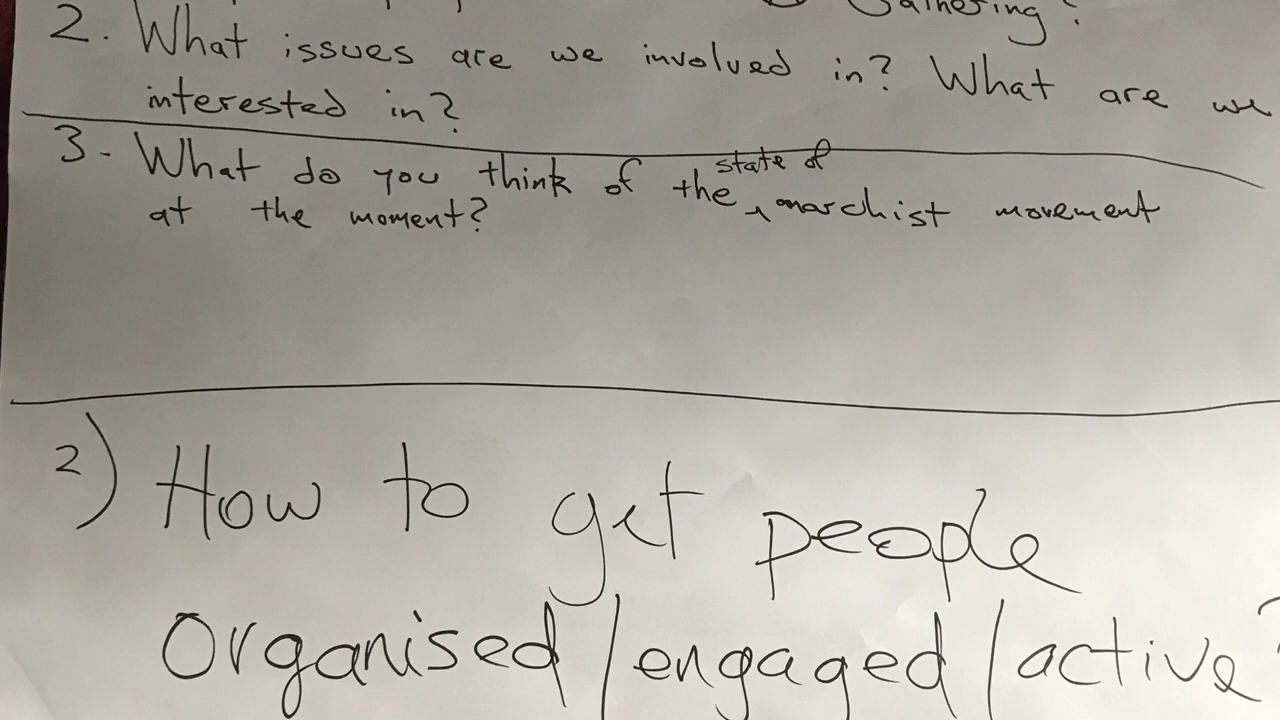 Gathering?
2. What issues are we involved in? What are we
interested in?
3- What do you think of the state of anarchist movement
at the moment?
2) How to get people
Organised/engaged/active?